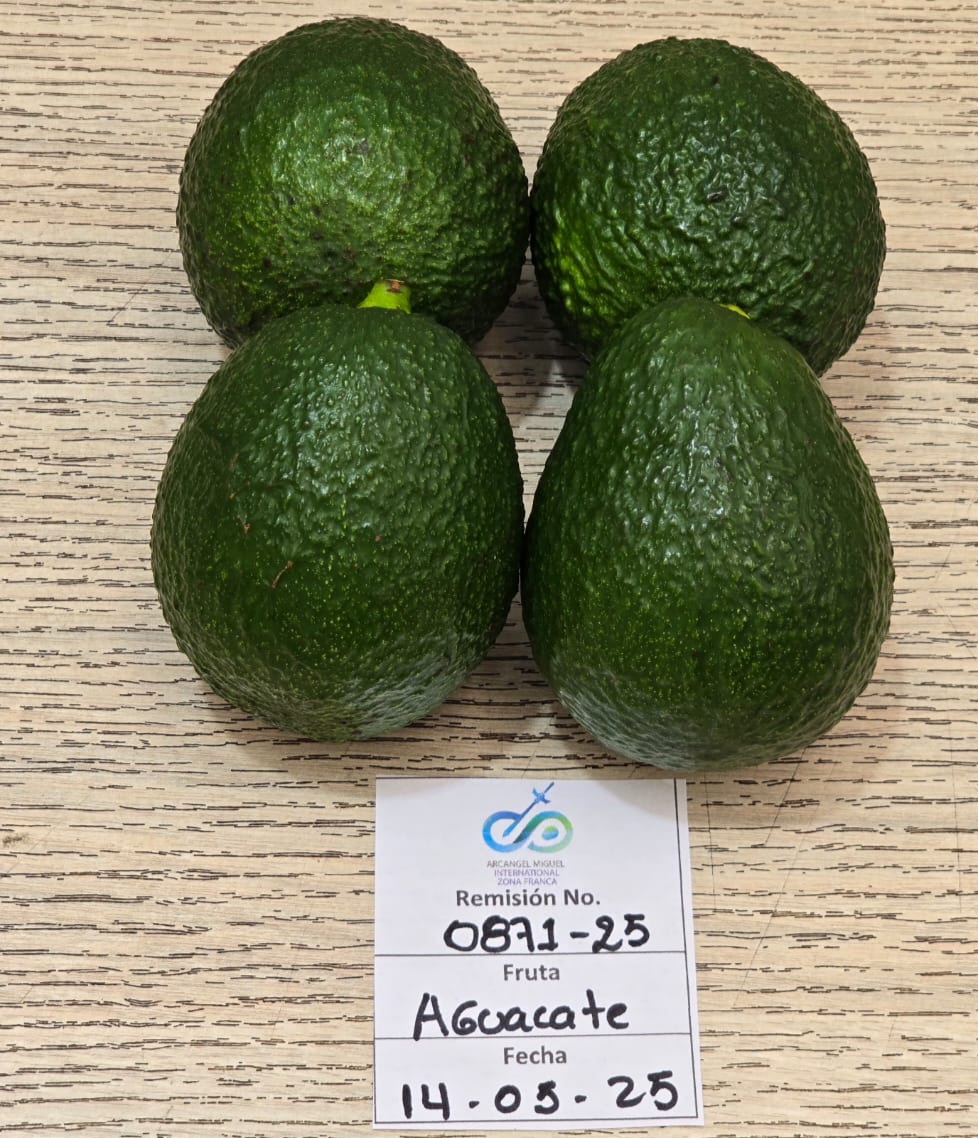 ARCANGEL MIGUEL
INTERNATIONAL
ZONA FRANCA
Remisión No.
0871-25
Fruta
AGuacate
Fecha
14-05-25